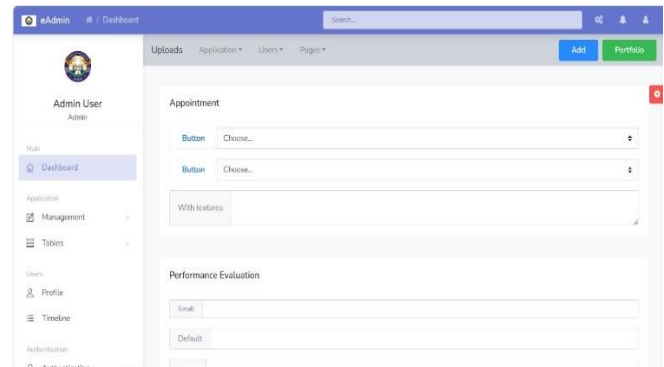 eAdmin / Dashboard Search...
Uploads Application Users Pages Add Portfolio
Admin User
Admin
Main
Dashboard
Application
Management
Tables
Users
Profile
Timeline
Authentication
Authentication
Appointment
Button Choose...
Button Choose...
With textarea
Performance Evaluation
Small
Default